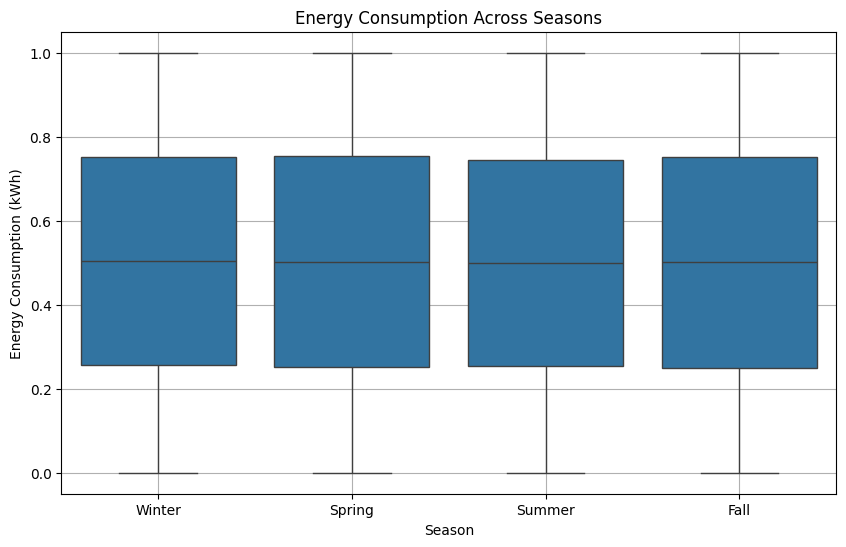 Energy Consumption Across Seasons
Energy Consumption (kWh)
1.0
0.8
0.6
0.4
0.2
0.0
Winter Spring Summer Fall
Season